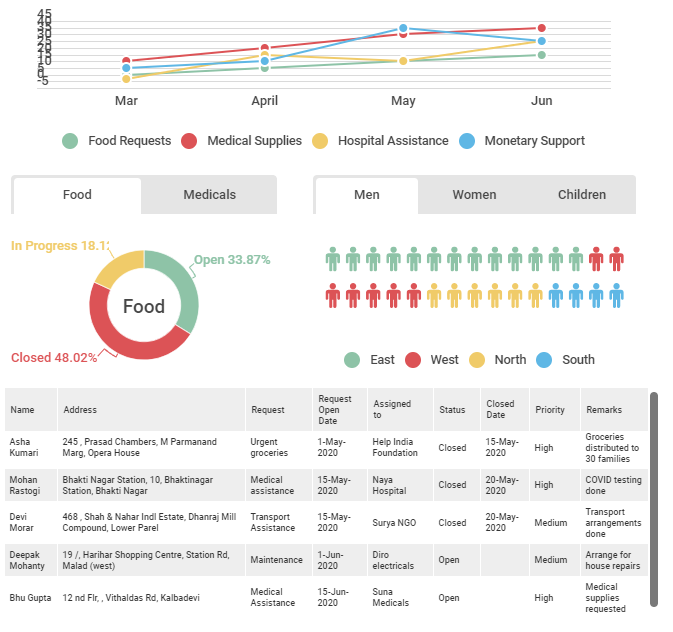 45
40
35
30
25
20
15
10
5
0
-5
Mar April May Jun
Food Requests Medical Supplies Hospital Assistance Monetary Support
Food Medicals Men Women Children
In Progress 18.1
Open 33.87%
Food
Closed 48.02%
East West North South
Name Address Request Request Open Date Assigned to Status Closed Date Priority Remarks
Asha Kumari 245 , Prasad Chambers, M Parmanand Marg, Opera House Urgent groceries 1-May-2020 Help India Foundation Closed 15-May-2020 High Groceries distributed to 30 families
Mohan Rastogi Bhakti Nagar Station, 10, Bhaktinagar Station, Bhakti Nagar Medical assistance 15-May-2020 Naya Hospital Closed 20-May-2020 High COVID testing done
Devi Morar 468 , Shah & Nahar Indl Estate, Dhanraj Mill Compound, Lower Parel Transport Assistance 15-May-2020 Surya NGO Closed 20-May-2020 Medium Transport arrangements done
Deepak Mohanty 19 /, Harihar Shopping Centre, Station Rd, Malad (west) Maintenance 1-Jun-2020 Diro electricals Open Medium Arrange for house repairs
Bhu Gupta 12 nd Flr, , Vithaldas Rd, Kalbadevi Medical Assistance 15-Jun-2020 Suna Medicals Open High Medical supplies requested